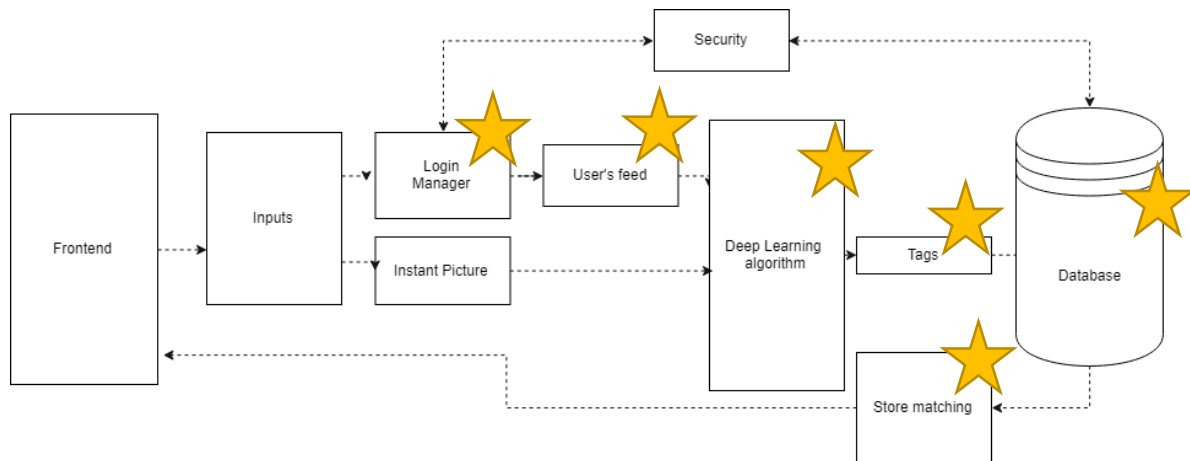 Security
Login
Manager
User's feed
Inputs
Frontend
Deep Learning
algorithm
Tags
Instant Picture
Database
Store matching